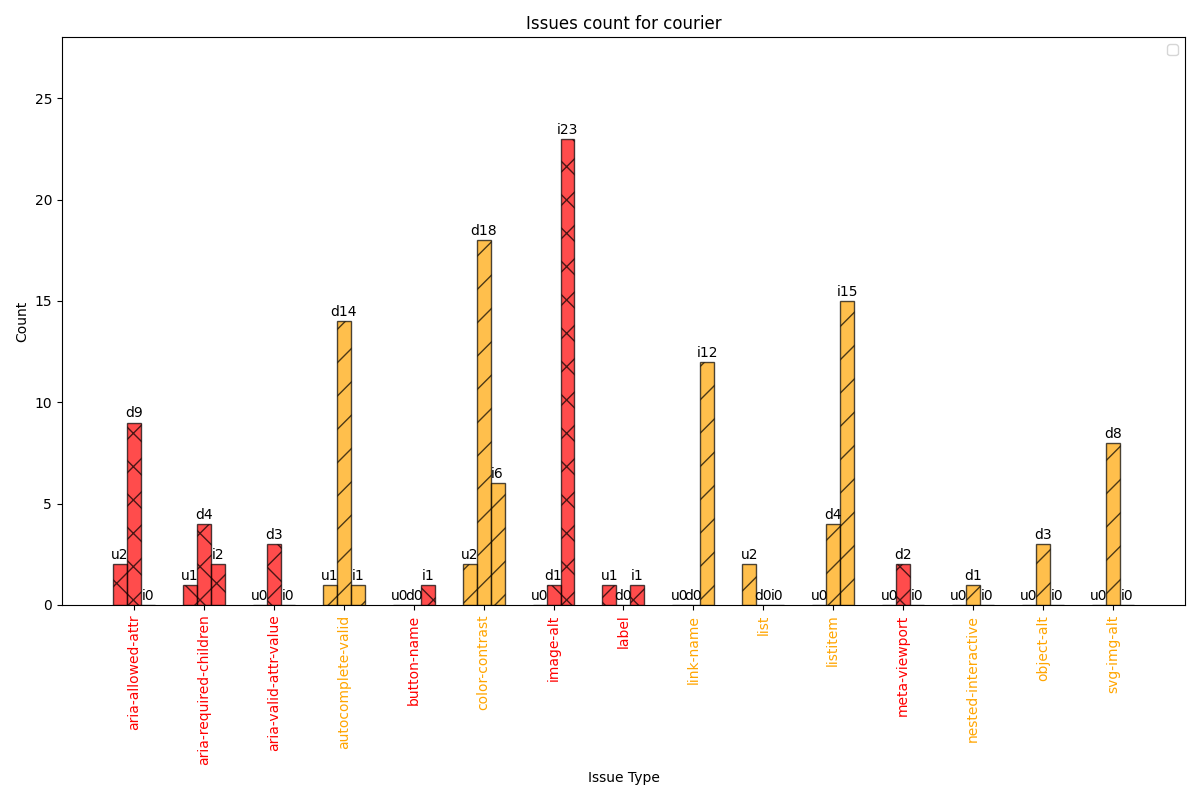 Issues count for courier
Count
25
20
15
10
5
0
u2 d9 i0
u1 d4 i2
u0 d3 i0
u1 d14 i1
u0 d0 i1
u2 d18 i6
u0 d1 i23
u1 d0 i1
u0 d0 i12
u2 d0 i0
u0 d4 i15
u0 d2 i0
u0 d1 i0
u0 d3 i0
u0 d8 i0
aria-allowed-attr
aria-required-children
aria-valid-attr-value
autocomplete-valid
button-name
color-contrast
image-alt
label
link-name
list
listitem
meta-viewport
nested-interactive
object-alt
svg-img-alt
Issue Type